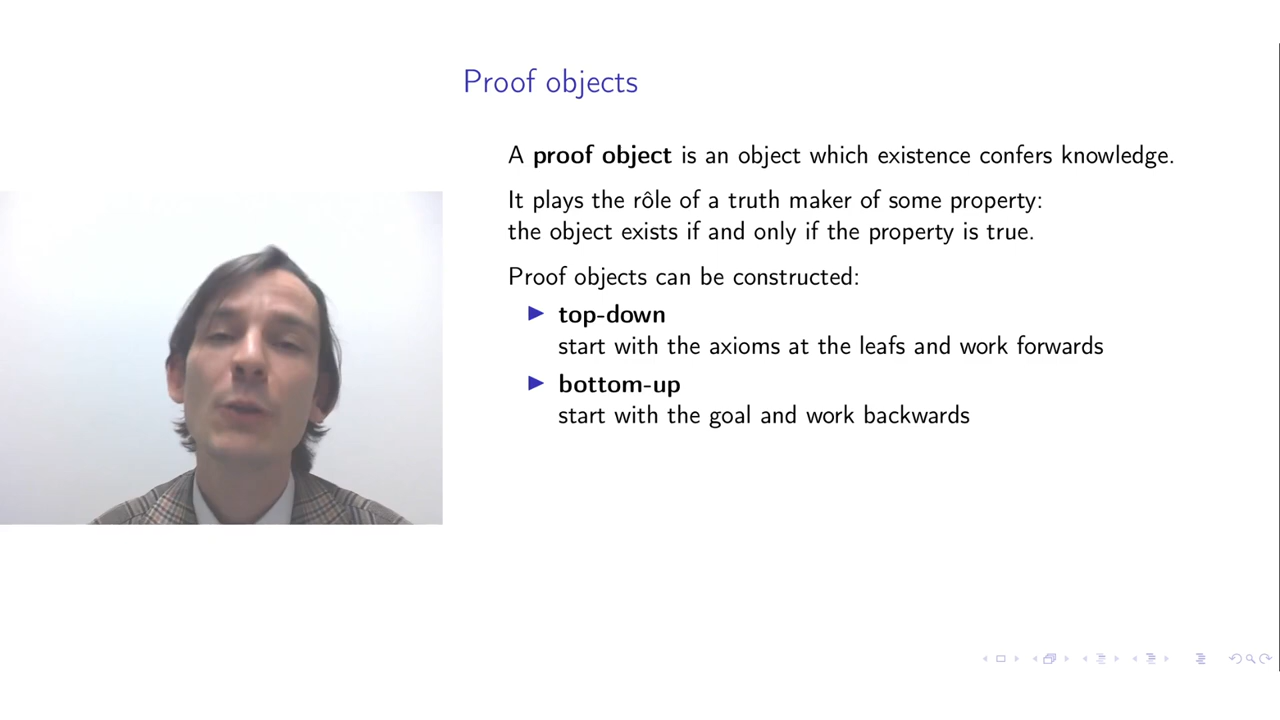 Proof objects
A proof object is an object which existence confers knowledge.
It plays the rôle of a truth maker of some property:
the object exists if and only if the property is true.
Proof objects can be constructed:
top-down
start with the axioms at the leafs and work forwards
bottom-up
start with the goal and work backwards